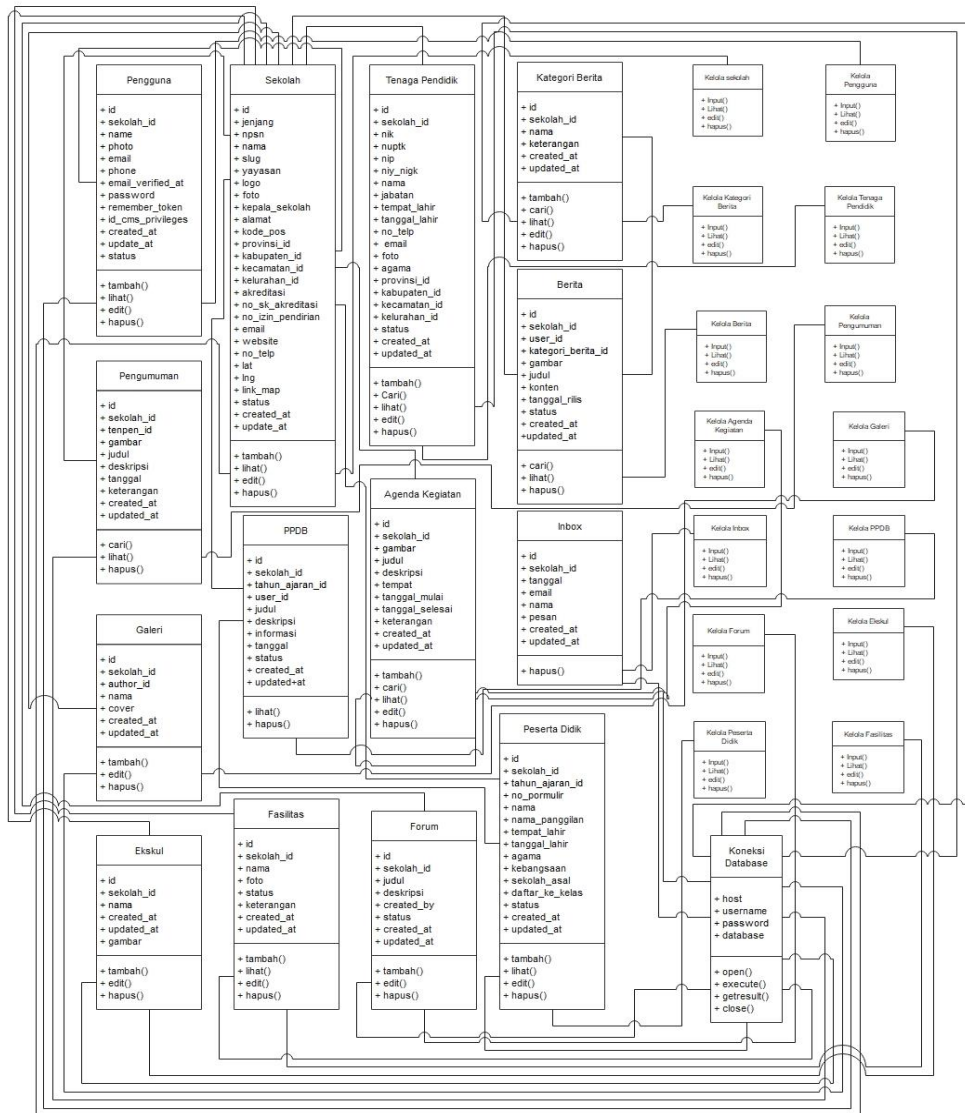 Pengguna
+ id
+ sekolah_id
+ name
+ photo
+ email
+ phone
+ email_verified_at
+ password
+ remember_token
+ id_cms_privileges
+ created_at
+ update_at
+ status
+ tambah()
+ lihat()
+ edit()
+ hapus()
Sekolah
+ id
+ jenjang
+ npsn
+ nama
+ slug
+ yayasan
+ logo
+ foto
+ kepala_sekolah
+ alamat
+ kode_pos
+ provinsi_id
+ kabupaten_id
+ kecamatan_id
+ kelurahan_id
+ akreditasi
+ no_sk_akreditasi
+ no_izin_pendirian
+ email
+ website
+ no_telp
+ lat
+ lng
+ link_map
+ status
+ created_at
+ update_at
+ tambah()
+ lihat()
+ edit()
+ hapus()
Tenaga Pendidik
+ id
+ sekolah_id
+ nik
+ nuptk
+ nip
+ niy_nigk
+ nama
+ jabatan
+ tempat_lahir
+ tanggal_lahir
+ no_telp
+ email
+ foto
+ agama
+ provinsi_id
+ kabupaten_id
+ kecamatan_id
+ kelurahan_id
+ status
+ created_at
+ updated_at
+ tambah()
+ Cari()
+ lihat()
+ edit()
+ hapus()
Kategori Berita
+ id
+ sekolah_id
+ nama
+ keterangan
+ created_at
+ updated_at
+ tambah()
+ cari()
+ lihat()
+ edit()
+ hapus()
Kelola sekolah
+ Input()
+ Lihat()
+ edit()
+ hapus()
Kelola
Pengguna
+ Input()
+ Lihat()
+ edit()
+ hapus()
Kelola Kategori
Berita
+ Input()
+ Lihat()
+ edit()
+ hapus()
Kelola Tenaga
Pendidik
+ Input()
+ Lihat()
+ edit()
+ hapus()
Berita
+ id
+ sekolah_id
+ user_id
+ kategori_berita_id
+ gambar
+ judul
+ konten
+ tanggal_rilis
+ status
+ created_at
+updated_at
+ cari()
+ lihat()
+ hapus()
Kelola Berita
+ Input()
+ Lihat()
+ edit()
+ hapus()
Kelola
Pengumuman
+ Input()
+ Lihat()
+ edit()
+ hapus()
Pengumuman
+ id
+ sekolah_id
+ tenpen_id
+ gambar
+ judul
+ deskripsi
+ tanggal
+ keterangan
+ created_at
+ updated_at
+ cari()
+ lihat()
+ hapus()
Kelola Agenda
Kegiatan
+ Input()
+ Lihat()
+ edit()
+ hapus()
Kelola Galeri
+ Input()
+ Lihat()
+ edit()
+ hapus()
PPDB
+ id
+ sekolah_id
+ tahun_ajaran_id
+ user_id
+ judul
+ deskripsi
+ informasi
+ tanggal
+ status
+ created_at
+ updated+at
+ lihat()
+ hapus()
Agenda Kegiatan
+ id
+ sekolah_id
+ gambar
+ judul
+ deskripsi
+ tempat
+ tanggal_mulai
+ tanggal_selesai
+ keterangan
+ created_at
+ updated_at
+ tambah()
+ cari()
+ lihat()
+ edit()
+ hapus()
Inbox
+ id
+ sekolah_id
+ tanggal
+ email
+ nama
+ pesan
+ created_at
+ updated_at
+ hapus()
Kelola Inbox
+ Input()
+ Lihat()
+ edit()
+ hapus()
Kelola PPDB
+ Input()
+ Lihat()
+ edit()
+ hapus()
Galeri
+ id
+ sekolah_id
+ author_id
+ nama
+ cover
+ created_at
+ updated_at
+ tambah()
+ edit()
+ hapus()
Kelola Forum
+ Input()
+ Lihat()
+ edit()
+ hapus()
Kelola Ekskul
+ Input()
+ Lihat()
+ edit()
+ hapus()
Peserta Didik
+ id
+ sekolah_id
+ tahun_ajaran_id
+ no_pormulir
+ nama
+ nama_panggilan
+ tempat_lahir
+ tanggal_lahir
+ agama
+ kebangsaan
+ sekolah_asal
+ daftar_ke_kelas
+ status
+ created_at
+ updated_at
+ tambah()
+ lihat()
+ edit()
+ hapus()
Kelola Peserta
Didik
+ Input()
+ Lihat()
+ edit()
+ hapus()
Kelola Fasilitas
+ Input()
+ Lihat()
+ edit()
+ hapus()
Ekskul
+ id
+ sekolah_id
+ nama
+ created_at
+ updated_at
+ gambar
+ tambah()
+ edit()
+ hapus()
Fasilitas
+ id
+ sekolah_id
+ nama
+ foto
+ status
+ keterangan
+ created_at
+ updated_at
+ tambah()
+ lihat()
+ edit()
+ hapus()
Forum
+ id
+ sekolah_id
+ judul
+ deskripsi
+ created_by
+ status
+ created_at
+ updated_at
+ tambah()
+ edit()
+ hapus()
Koneksi
Database
+ host
+ username
+ password
+ database
+ open()
+ execute()
+ getresult()
+ close()